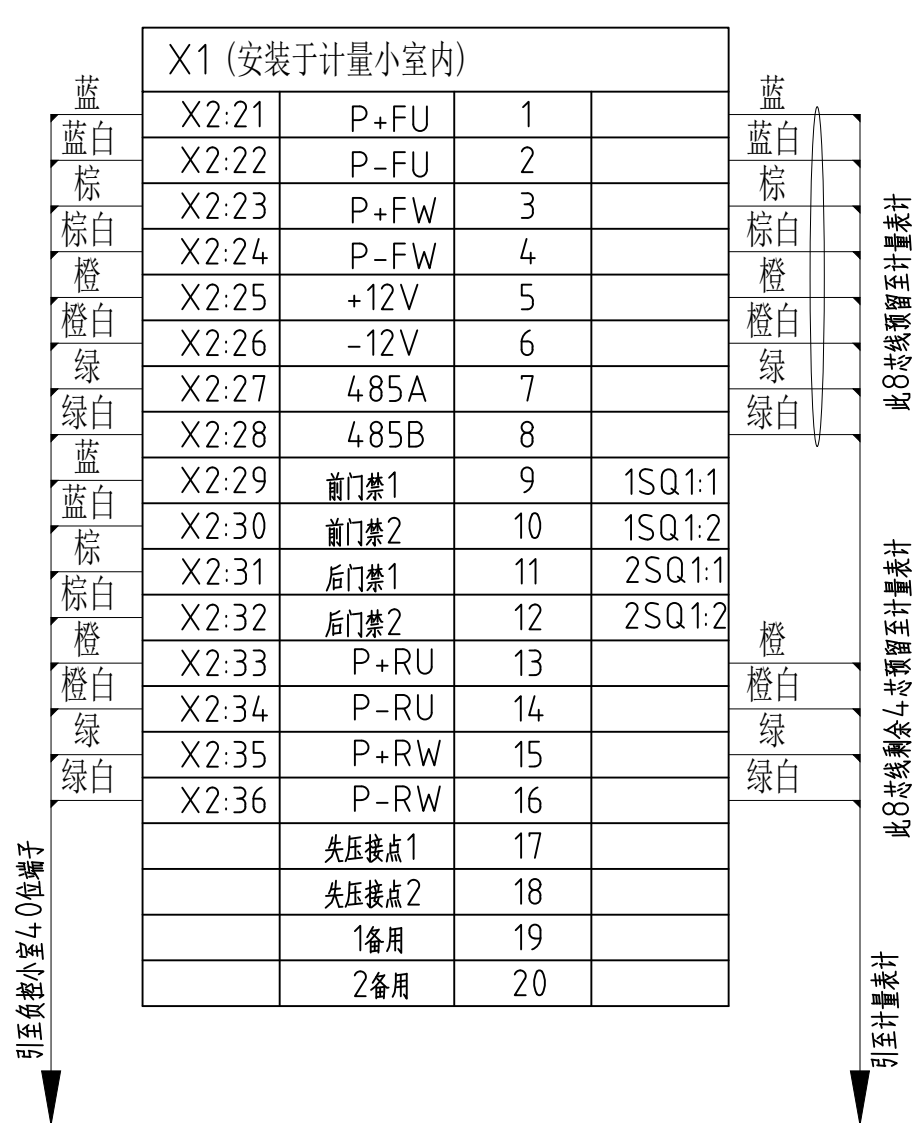 X1 (安装于计量小室内)
蓝 X2:21 P+FU 1 蓝
蓝白 X2:22 P-FU 2 蓝白
棕 X2:23 P+FW 3 棕
棕白 X2:24 P-FW 4 棕白
橙 X2:25 +12V 5 橙
橙白 X2:26 -12V 6 橙白
绿 X2:27 485A 7 绿
绿白 X2:28 485B 8 绿白
蓝 X2:29 前门禁1 9 1SQ1:1
蓝白 X2:30 前门禁2 10 1SQ1:2
棕 X2:31 后门禁1 11 2SQ1:1
棕白 X2:32 后门禁2 12 2SQ1:2
橙 X2:33 P+RU 13 橙
橙白 X2:34 P-RU 14 橙白
绿 X2:35 P+RW 15 绿
绿白 X2:36 P-RW 16 绿白
失压接点1 17
失压接点2 18
1备用 19
2备用 20
引至负控小室40位端子
此8芯线预留至计量表计
此8芯线剩余4芯预留至计量表计
引至计量表计